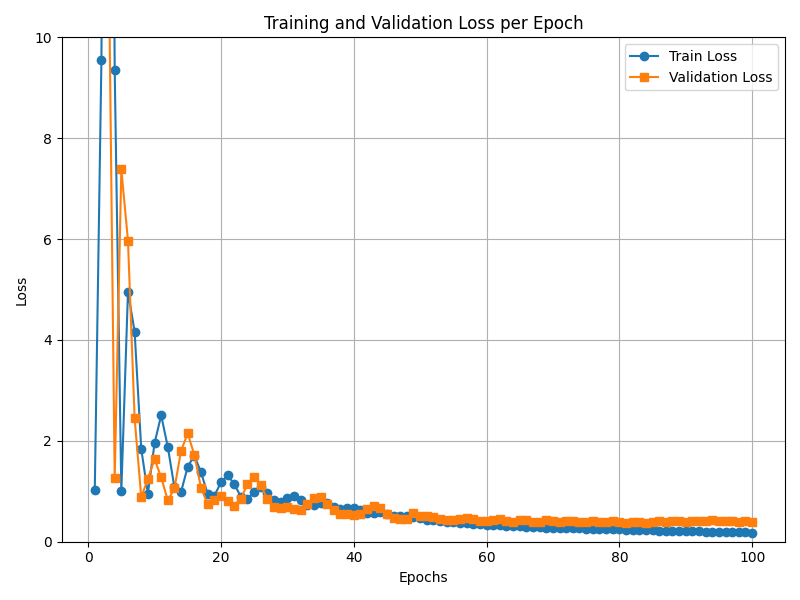 Training and Validation Loss per Epoch
Train Loss
Validation Loss
Loss
10
8
6
4
2
0
0 20 40 60 80 100
Epochs